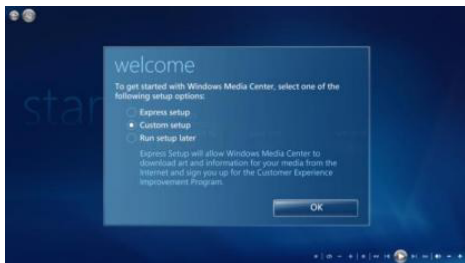 welcome
To get started with Windows Media Center, select one of the
following setup options:
star
Express setup
Custom setup
Run setup later
Express Setup will allow Windows Media Center to
download art and information for your media from the
Internet and sign you up for the Customer Experience
Improvement Program.
OK